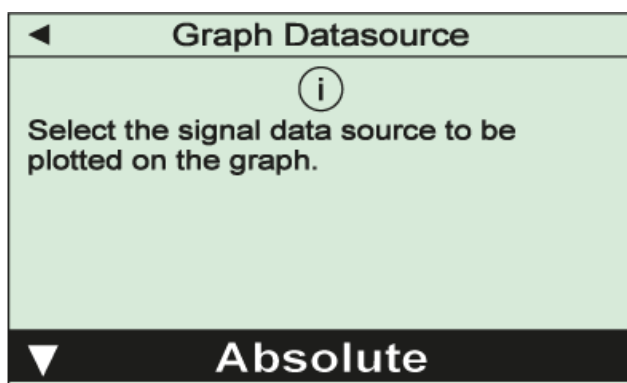 Graph Datasource
i
Select the signal data source to be
plotted on the graph.
Absolute